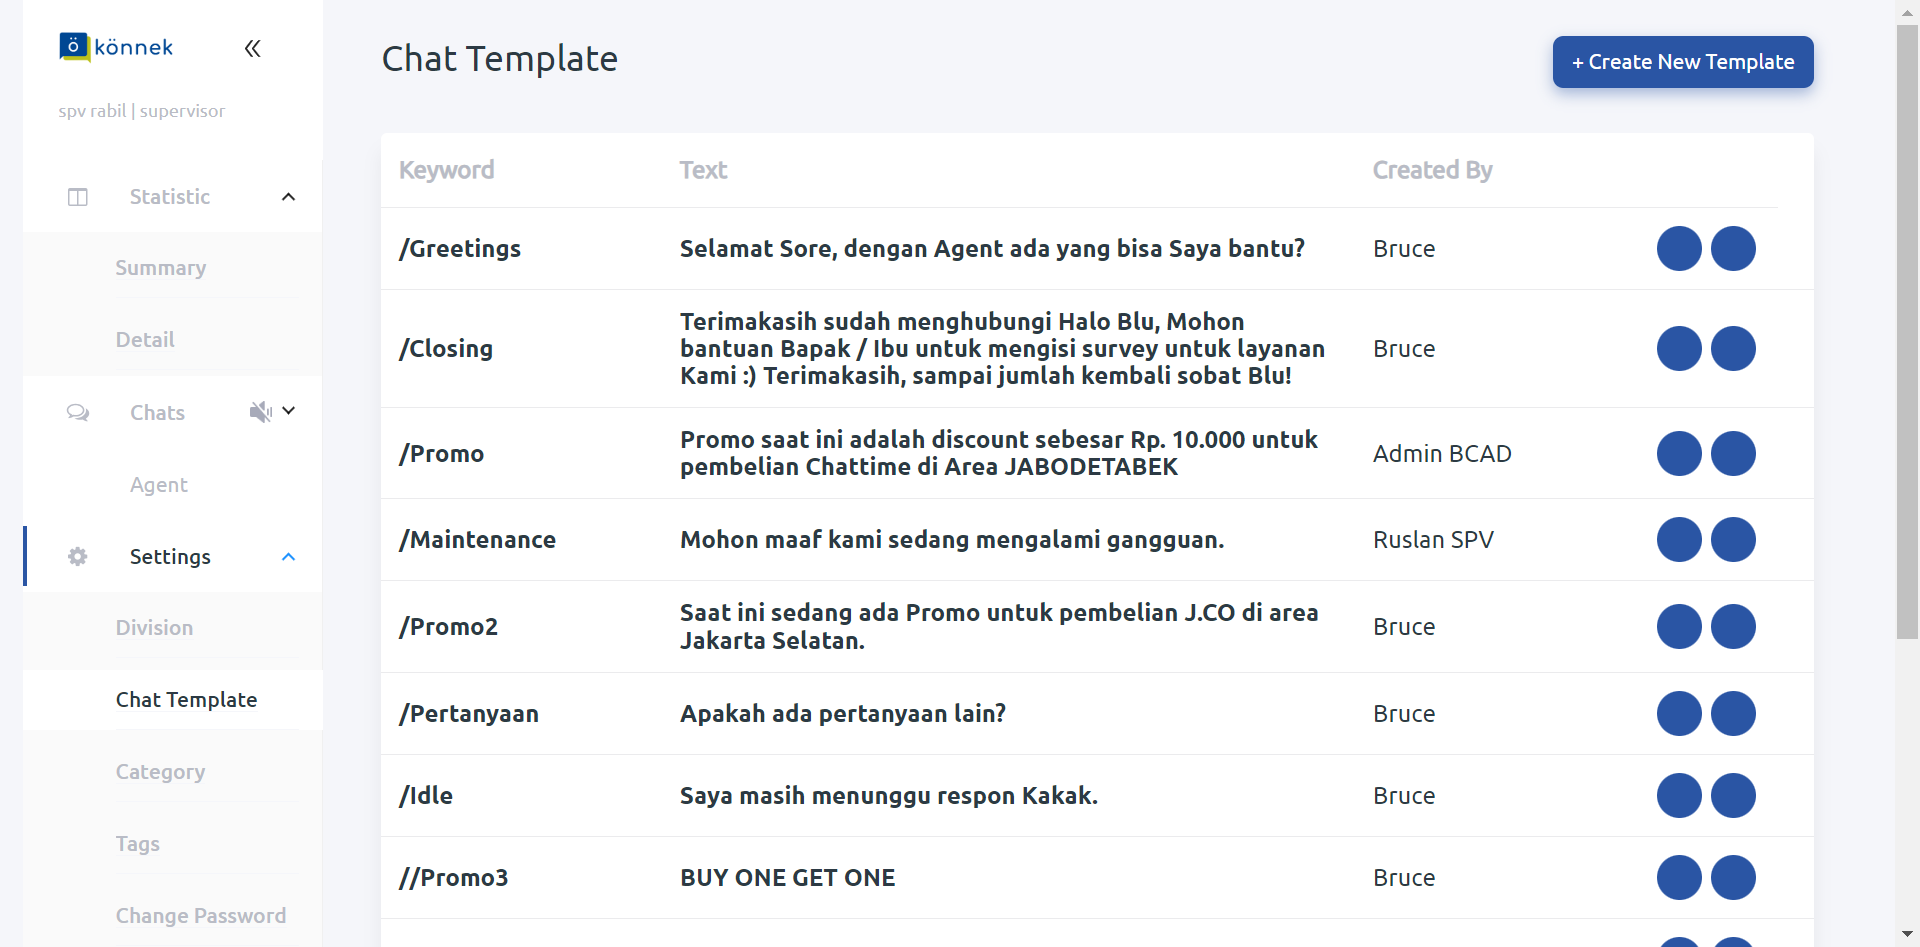 ö könnek
spv rabil | supervisor
Statistic
Summary
Detail
Chats
Agent
Settings
Division
Chat Template
Category
Tags
Change Password
Chat Template
+ Create New Template
Keyword Text Created By
/Greetings Selamat Sore, dengan Agent ada yang bisa Saya bantu? Bruce
/Closing Terimakasih sudah menghubungi Halo Blu, Mohon
bantuan Bapak / Ibu untuk mengisi survey untuk layanan
Kami :) Terimakasih, sampai jumlah kembali sobat Blu! Bruce
/Promo Promo saat ini adalah discount sebesar Rp. 10.000 untuk
pembelian Chattime di Area JABODETABEK Admin BCAD
/Maintenance Mohon maaf kami sedang mengalami gangguan. Ruslan SPV
/Promo2 Saat ini sedang ada Promo untuk pembelian J.CO di area
Jakarta Selatan. Bruce
/Pertanyaan Apakah ada pertanyaan lain? Bruce
/Idle Saya masih menunggu respon Kakak. Bruce
//Promo3 BUY ONE GET ONE Bruce